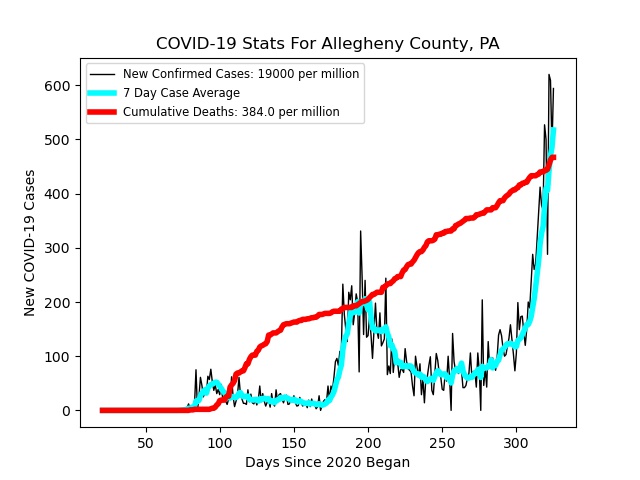 COVID-19 Stats For Allegheny County, PA
New Confirmed Cases: 19000 per million
7 Day Case Average
Cumulative Deaths: 384.0 per million
New COVID-19 Cases
600
500
400
300
200
100
0
50 100 150 200 250 300
Days Since 2020 Began